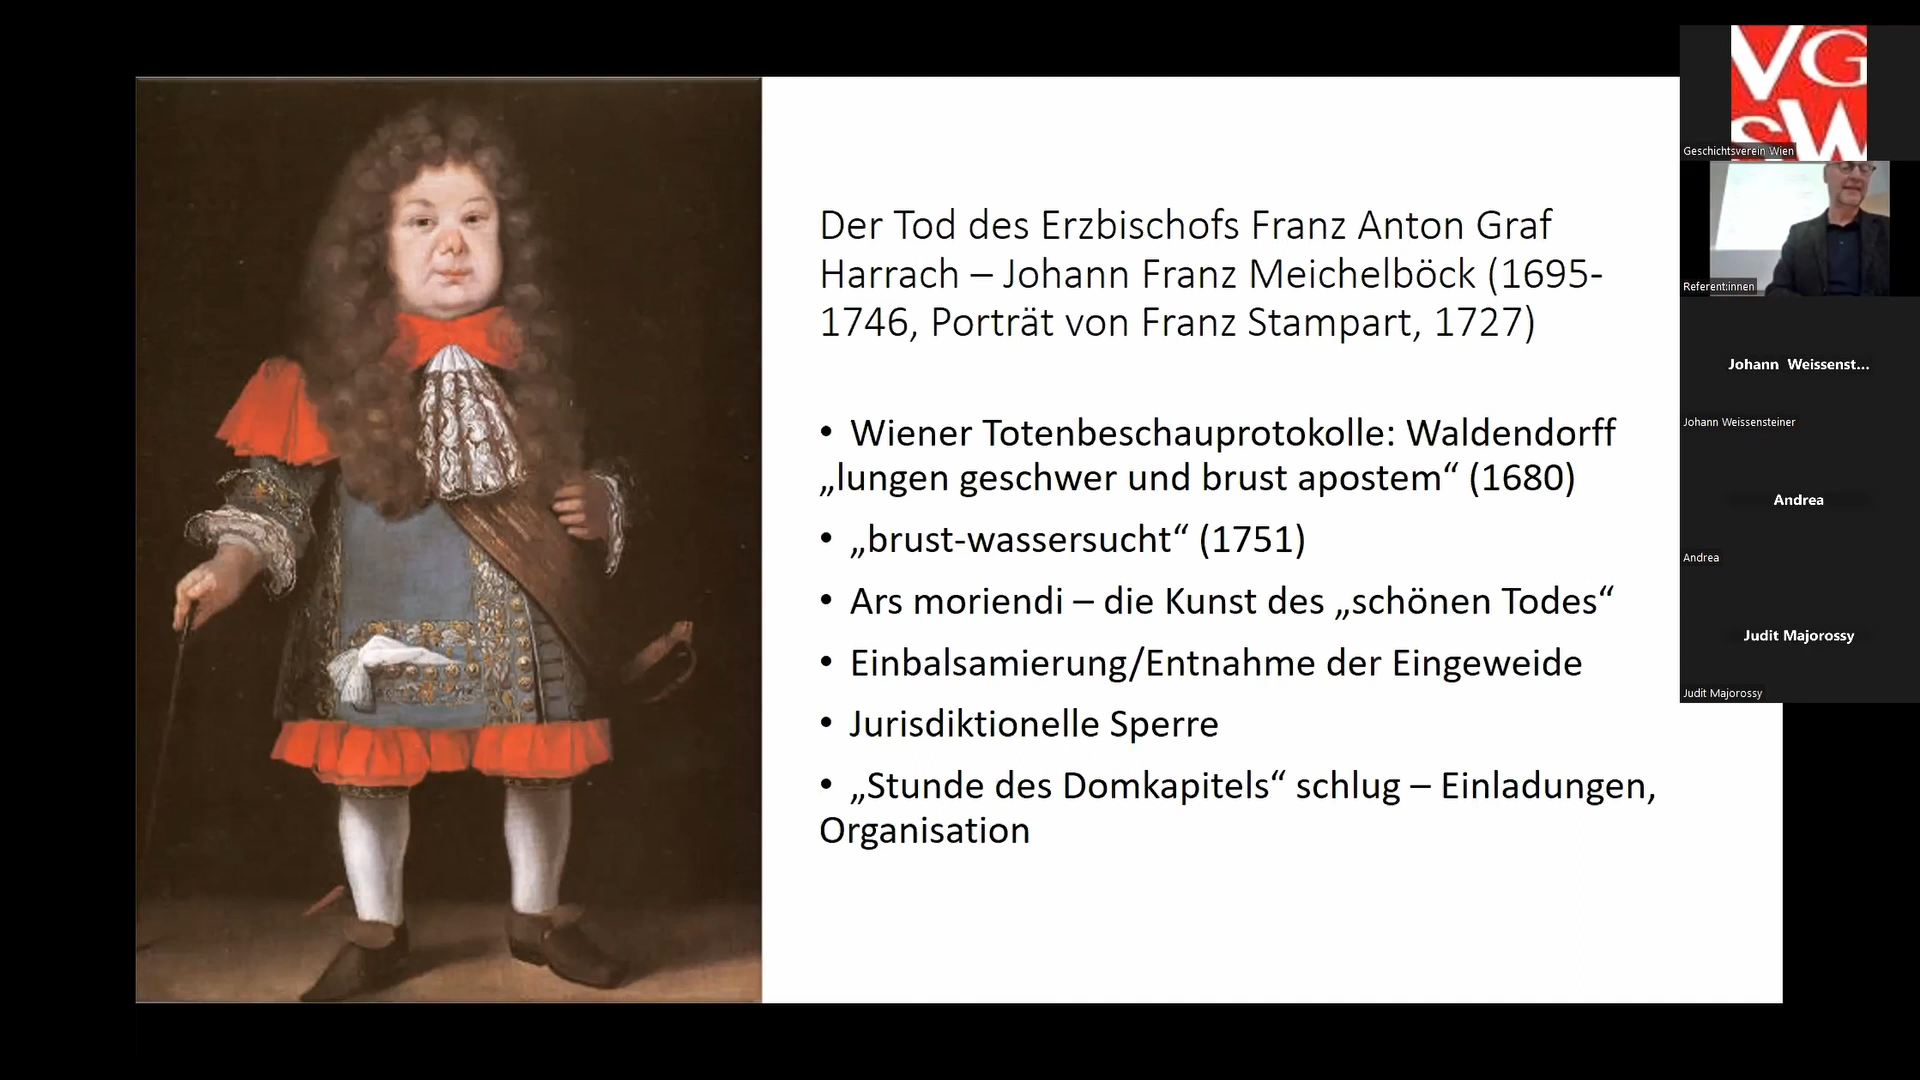 Der Tod des Erzbischofs Franz Anton Graf
Harrach – Johann Franz Meichelböck (1695-
1746, Porträt von Franz Stampart, 1727)
• Wiener Totenbeschauprotokolle: Waldendorff
„lungen geschwer und brust apostem“ (1680)
• „brust-wassersucht“ (1751)
• Ars moriendi – die Kunst des „schönen Todes“
• Einbalsamierung/Entnahme der Eingeweide
• Jurisdiktionelle Sperre
• „Stunde des Domkapitels“ schlug – Einladungen,
Organisation
VG
SW
Geschichtsverein Wien
Referent:innen
Johann Weissenst...
Johann Weissensteiner
Andrea
Andrea
Judit Majorossy
Judit Majorossy